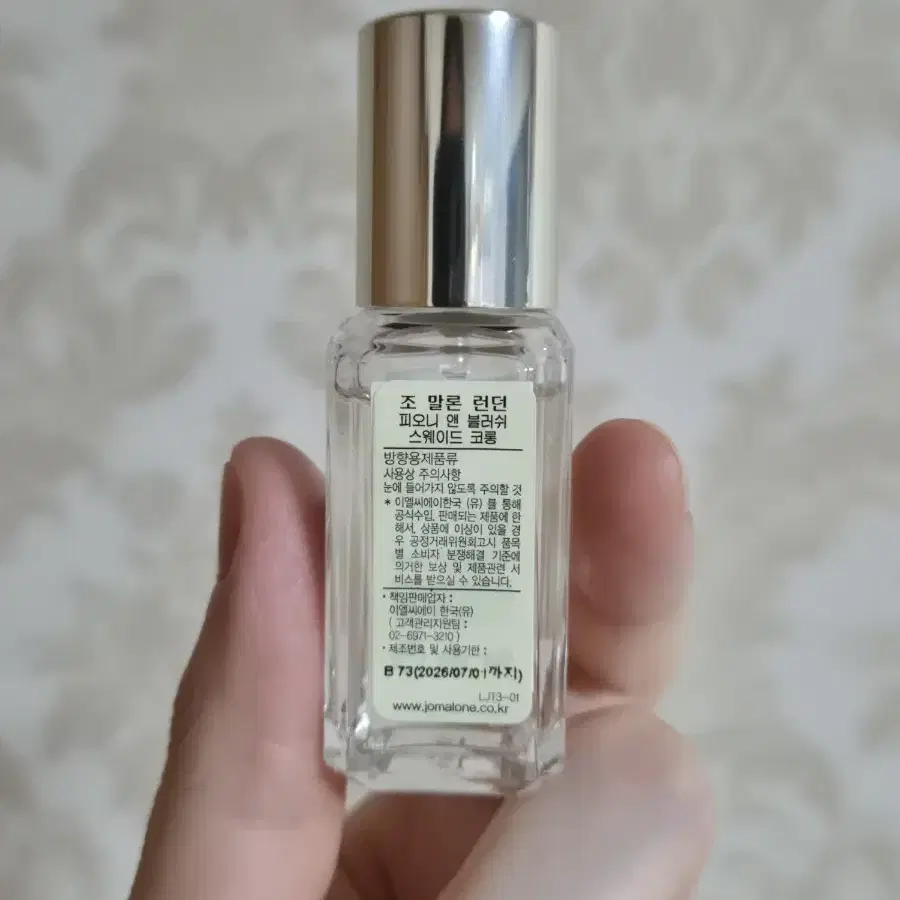 조 말론 런던
피오니 앤 블러쉬
스웨이드 코롱
방향용제품류
사용상 주의사항
눈에 들어가지 않도록 주의할 것
* 이엘씨에이한국 (유) 를 통해
공식수입, 판매되는 제품에 한
해서, 상품에 이상이 있을 경
우 공정거래위원회고시 품목
별 소비자 분쟁해결 기준에
의거한 보상 및 제품관련 서
비스를 받으실 수 있습니다.
· 책임판매업자 :
이엘씨에이 한국(유)
( 고객관리지원팀 :
02-6971-3210 )
· 제조번호 및 사용기한 :
B 73(2026/07/01까지)
LJT3-01
www.jomalone.co.kr